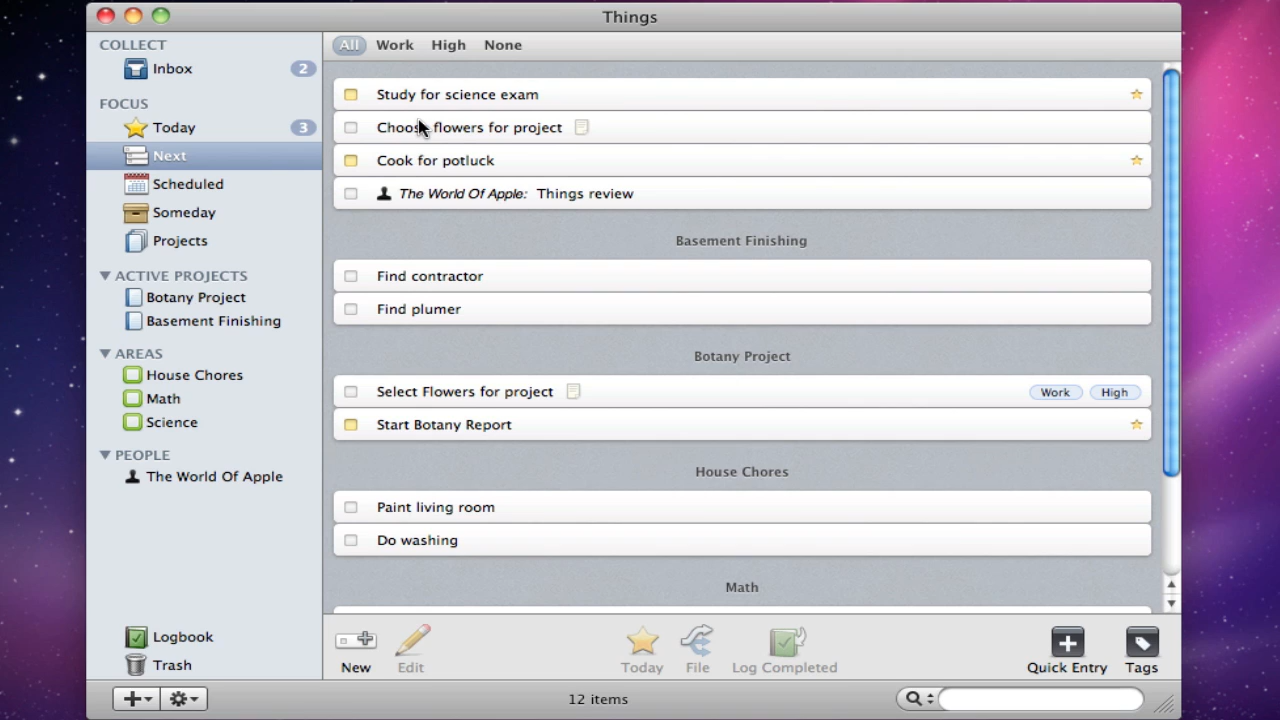 Things
COLLECT
Inbox 2
FOCUS
Today 3
Next
Scheduled
Someday
Projects
ACTIVE PROJECTS
Botany Project
Basement Finishing
AREAS
House Chores
Math
Science
PEOPLE
The World Of Apple
Logbook
Trash
All Work High None
Study for science exam
Choose flowers for project
Cook for potluck
The World Of Apple: Things review
Basement Finishing
Find contractor
Find plumer
Botany Project
Select Flowers for project Work High
Start Botany Report
House Chores
Paint living room
Do washing
Math
New Edit Today File Log Completed Quick Entry Tags
12 items